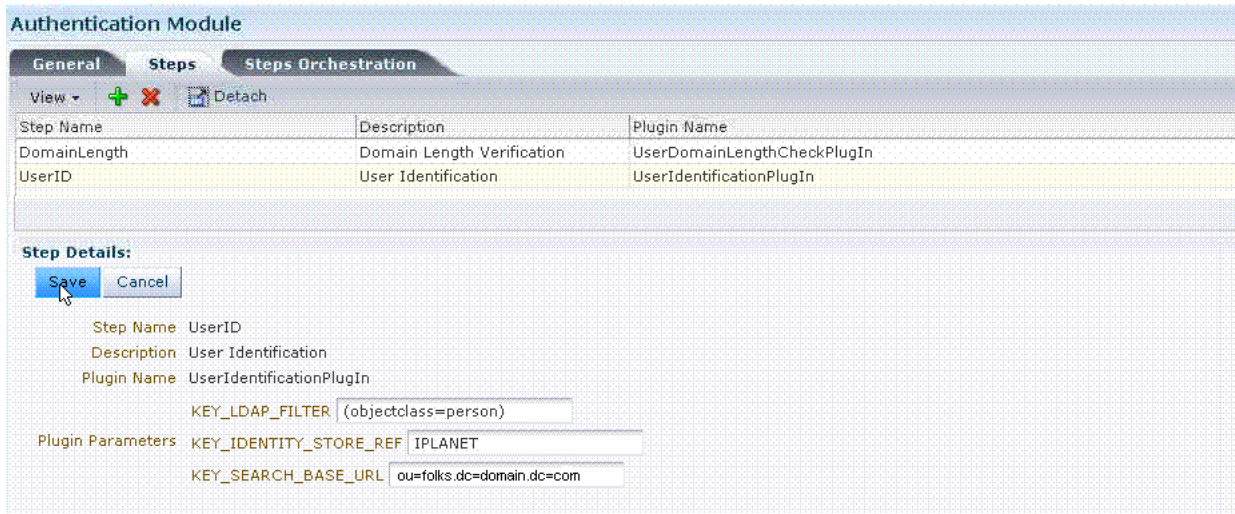 Authentication Module
General Steps Steps Orchestration
View Detach
Step Name Description Plugin Name
DomainLength Domain Length Verification UserDomainLengthCheckPlugIn
UserID User Identification UserIdentificationPlugIn
Step Details:
Save Cancel
Step Name UserID
Description User Identification
Plugin Name UserIdentificationPlugIn
KEY_LDAP_FILTER (objectclass=person)
Plugin Parameters KEY_IDENTITY_STORE_REF IPLANET
KEY_SEARCH_BASE_URL ou=folks.dc=domain.dc=com